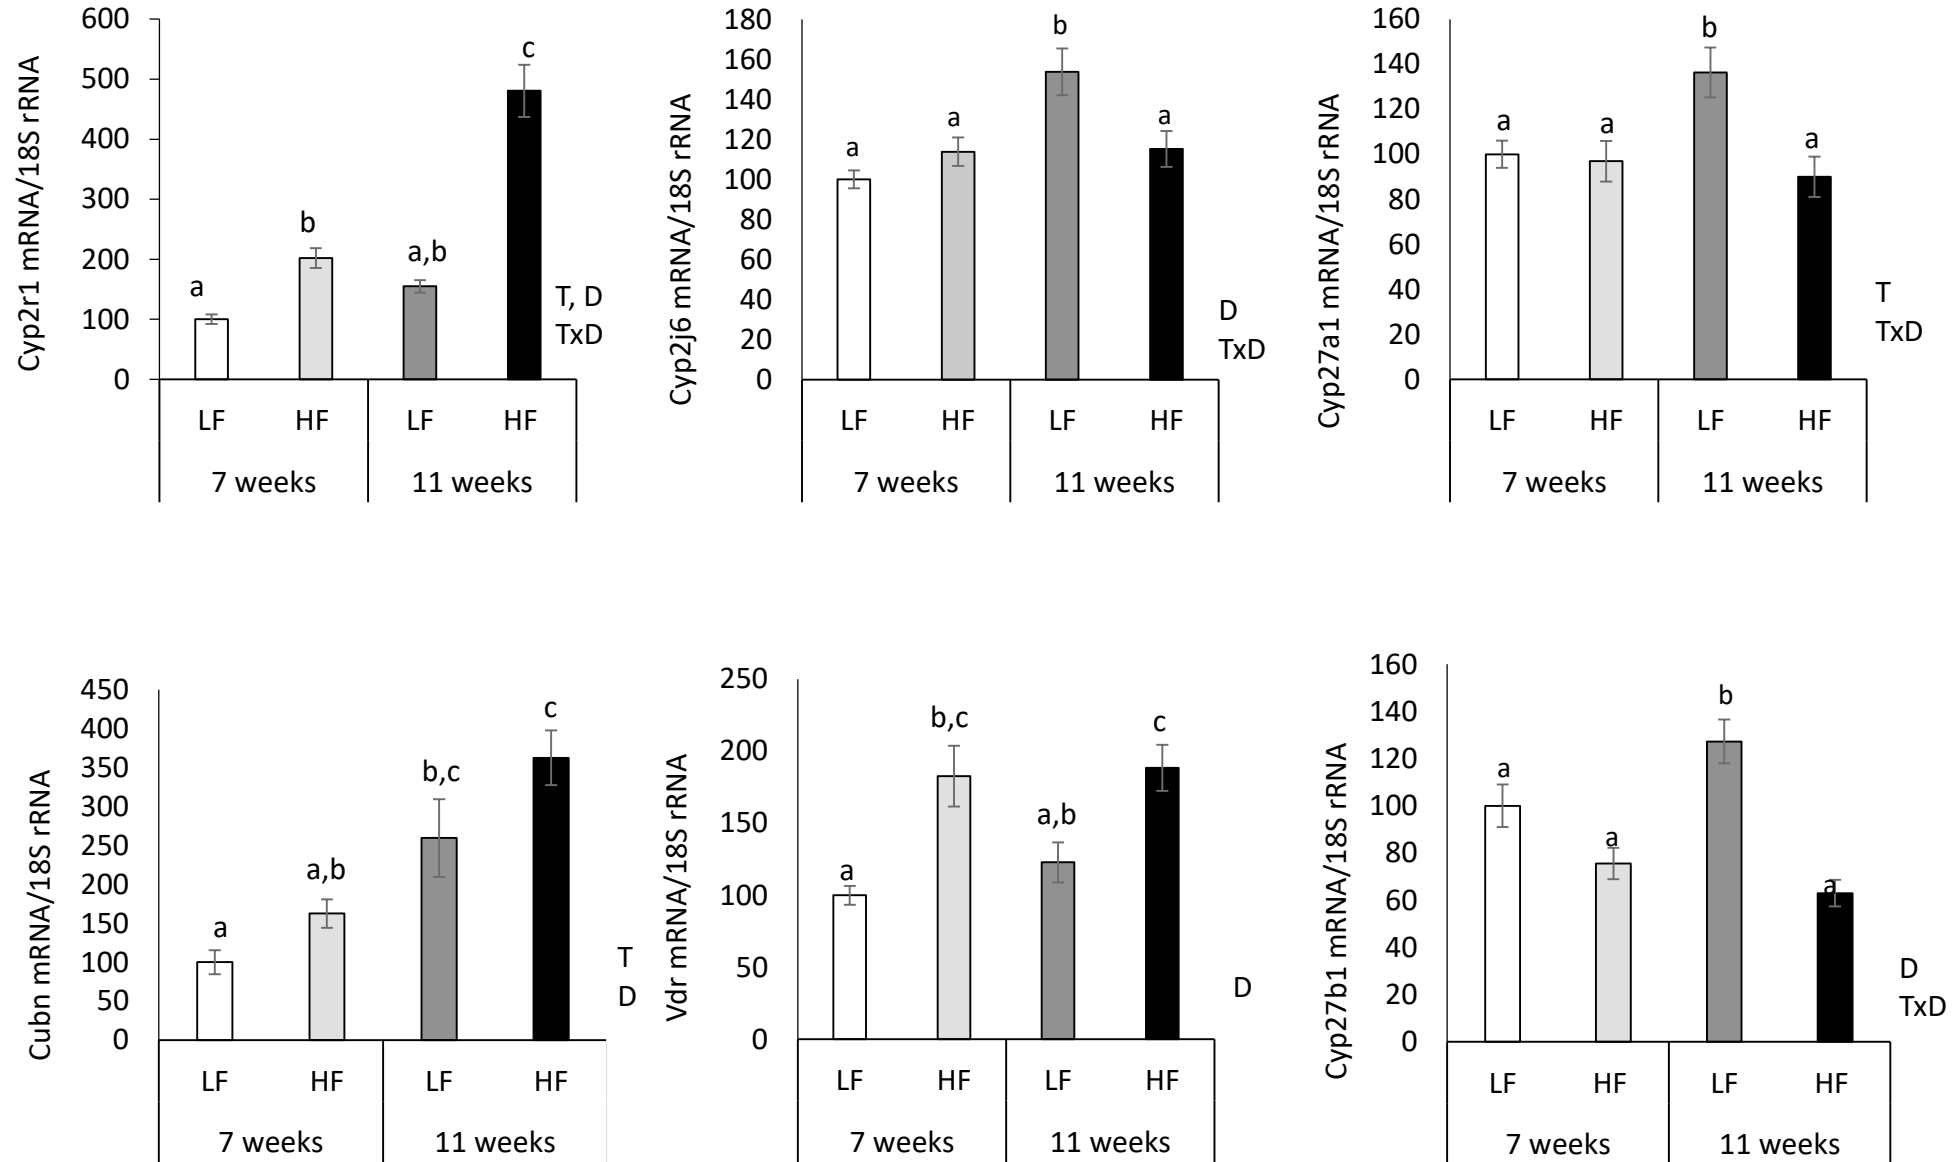 Cyp2r1 mRNA/18S rRNA
600
500
400
300
200
100
0
a
b
a,b
c
T, D
TxD
LF HF LF HF
7 weeks 11 weeks
Cyp2j6 mRNA/18S rRNA
180
160
140
120
100
80
60
40
20
0
a
a
b
a
D
TxD
LF HF LF HF
7 weeks 11 weeks
Cyp27a1 mRNA/18S rRNA
160
140
120
100
80
60
40
20
0
a
a
b
a
T
TxD
LF HF LF HF
7 weeks 11 weeks
Cubn mRNA/18S rRNA
450
400
350
300
250
200
150
100
50
0
a
a,b
b,c
c
T
D
LF HF LF HF
7 weeks 11 weeks
Vdr mRNA/18S rRNA
250
200
150
100
50
0
a
b,c
a,b
c
D
LF HF LF HF
7 weeks 11 weeks
Cyp27b1 mRNA/18S rRNA
160
140
120
100
80
60
40
20
0
a
a
b
a
D
TxD
LF HF LF HF
7 weeks 11 weeks